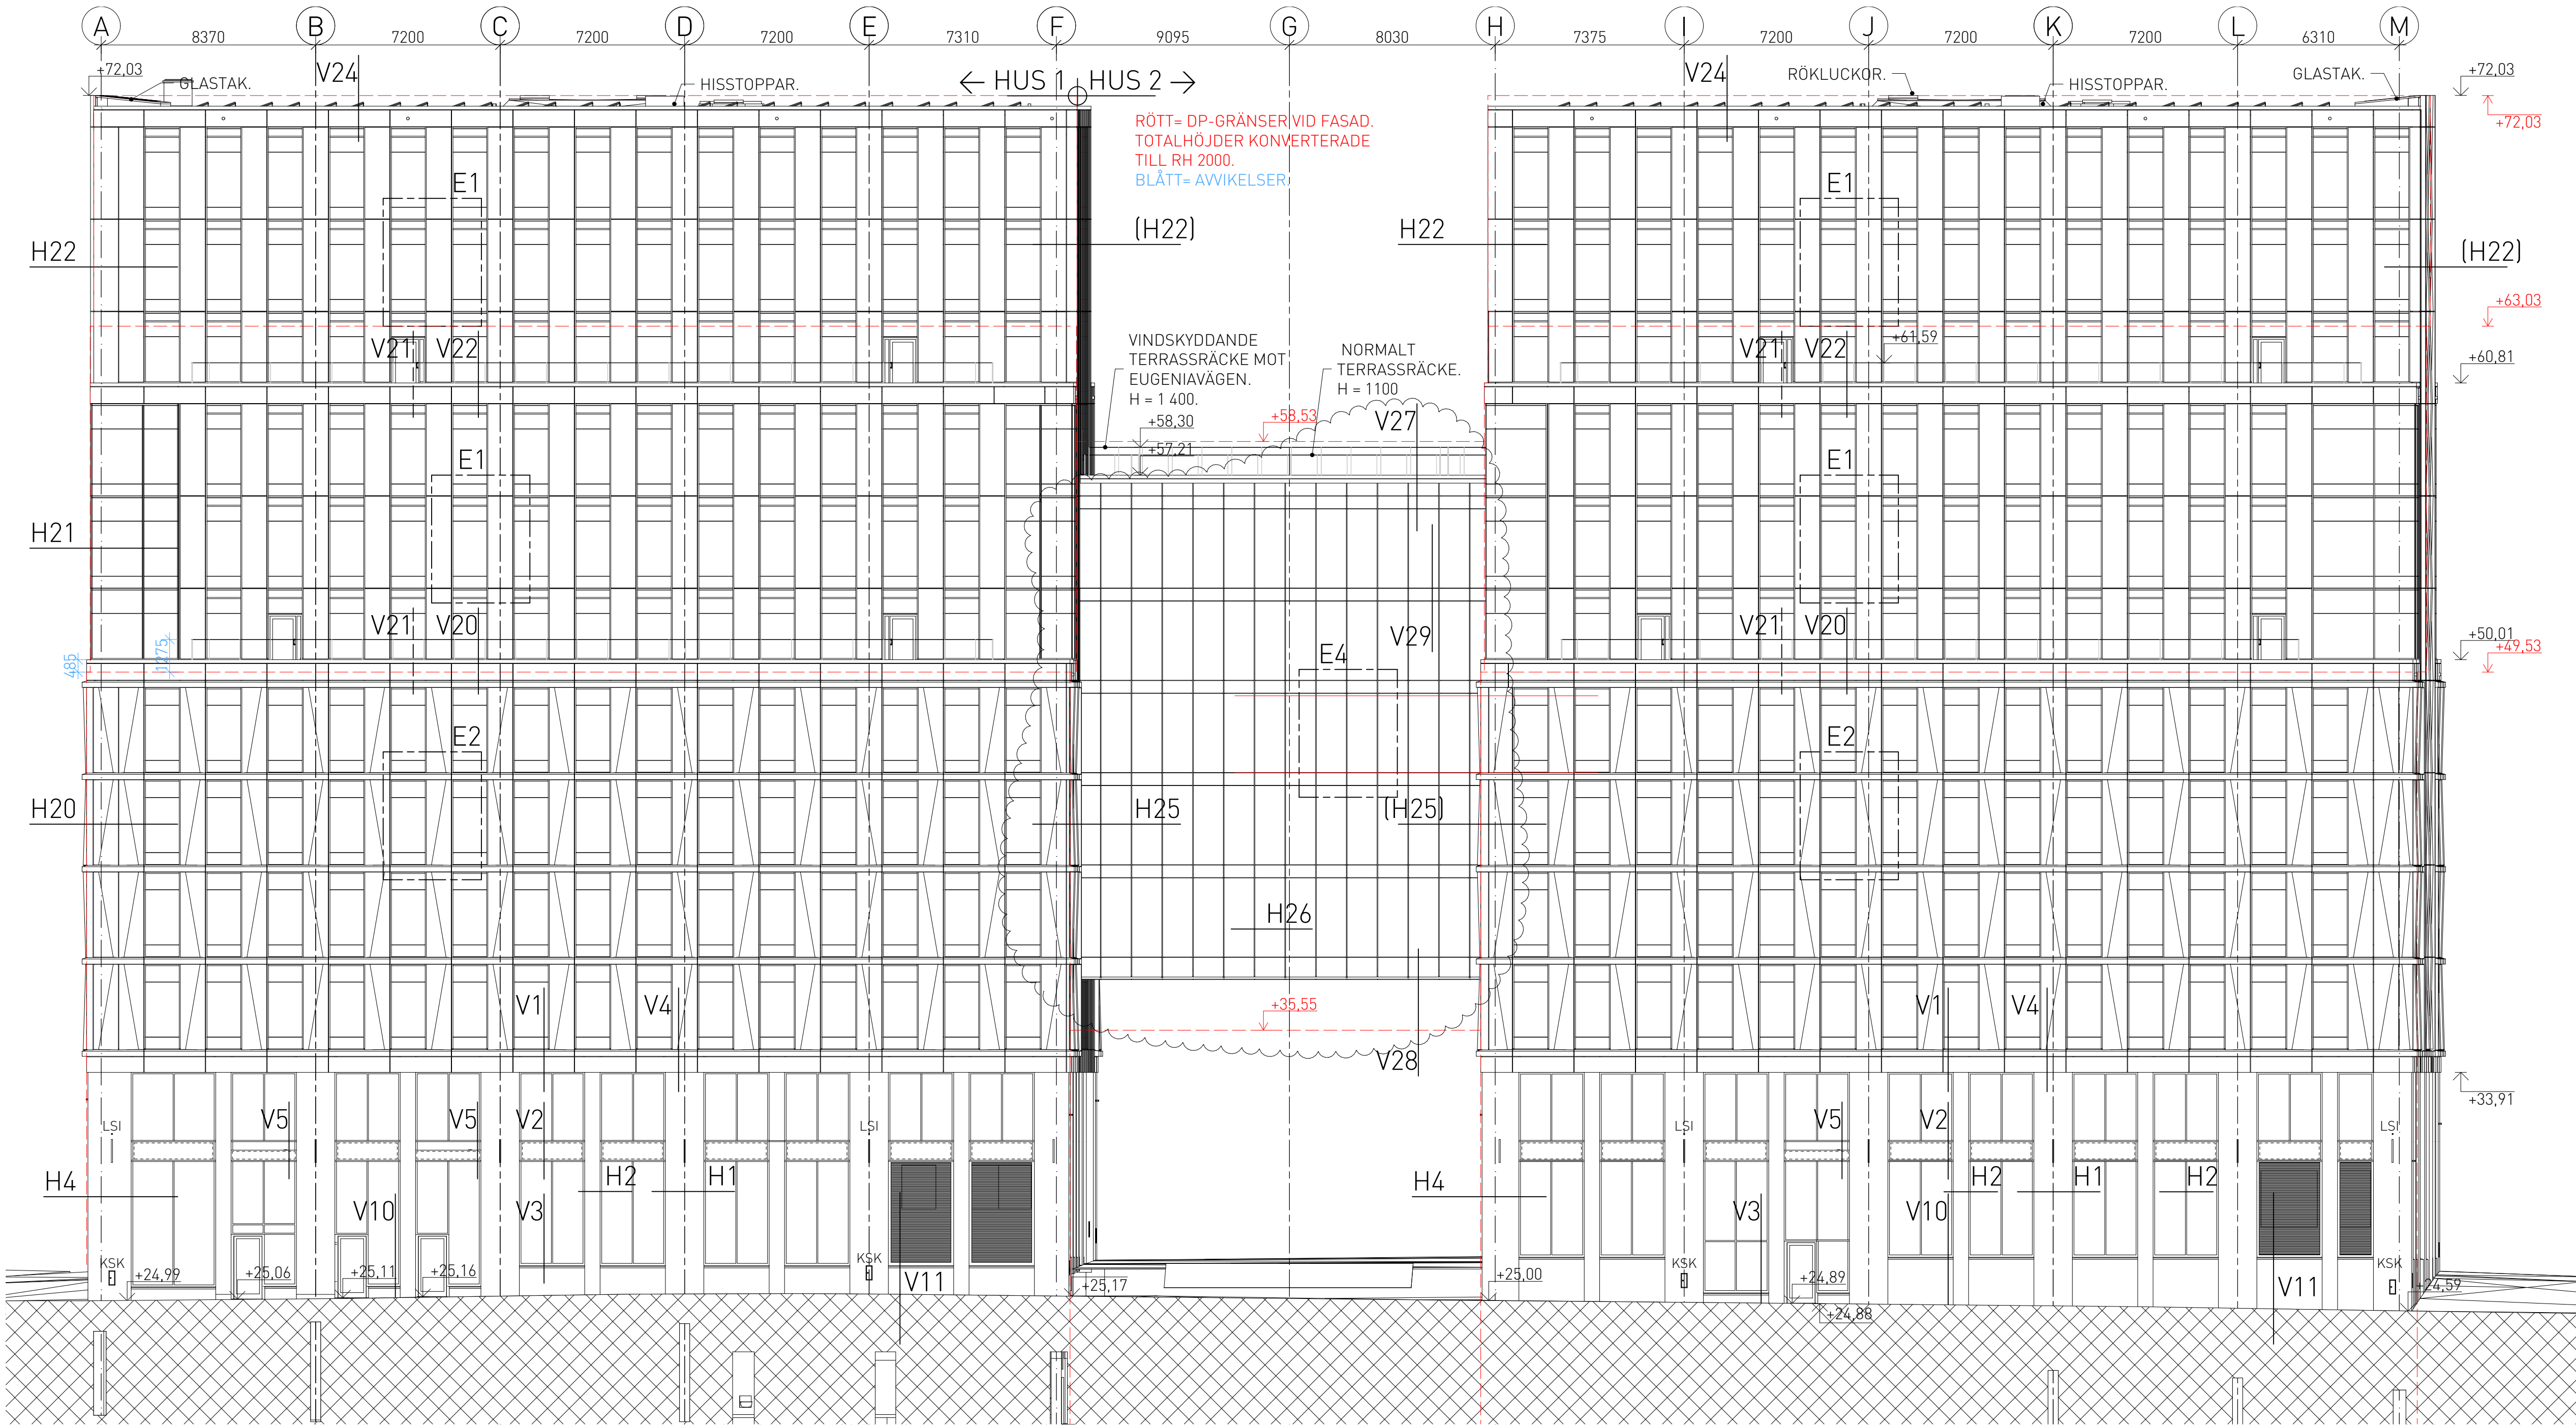 A B C D E F G H I J K L M
8370 7200 7200 7200 7310 9095 8030 7375 7200 7200 7200 6310
+72,03
GLASTAK.
V24
HISSTOPPAR.
← HUS 1
HUS 2 →
V24
RÖKLUCKOR.
HISSTOPPAR.
GLASTAK.
+72,03
+72,03
RÖTT= DP-GRÄNSER VID FASAD.
TOTALHÖJDER KONVERTERADE
TILL RH 2000.
BLÅTT= AVVIKELSER.
E1
E1
H22
(H22)
H22
(H22)
+63,03
V21
V22
VINDSKYDDANDE
TERRASSRÄCKE MOT
EUGENIAVÄGEN.
H = 1 400.
NORMALT
TERRASSRÄCKE.
H = 1100
V21
V22
+61,59
+60,81
+58,30
+58,53
V27
+57,21
E1
E1
H21
V21
V20
V29
V21
V20
+50,01
+49,53
485
1275
E4
E2
E2
H20
H25
(H25)
H26
V1
V4
+35,55
V1
V4
V28
+33,91
LSI
V5
V5
V2
LSI
LSI
V5
V2
LSI
H4
H2
H1
H4
H2
H1
H2
V10
V3
V3
V10
KSK
+24,99
+25,06
+25,11
+25,16
KSK
V11
+25,17
+25,00
KSK
+24,89
+24,88
V11
KSK
+24,59